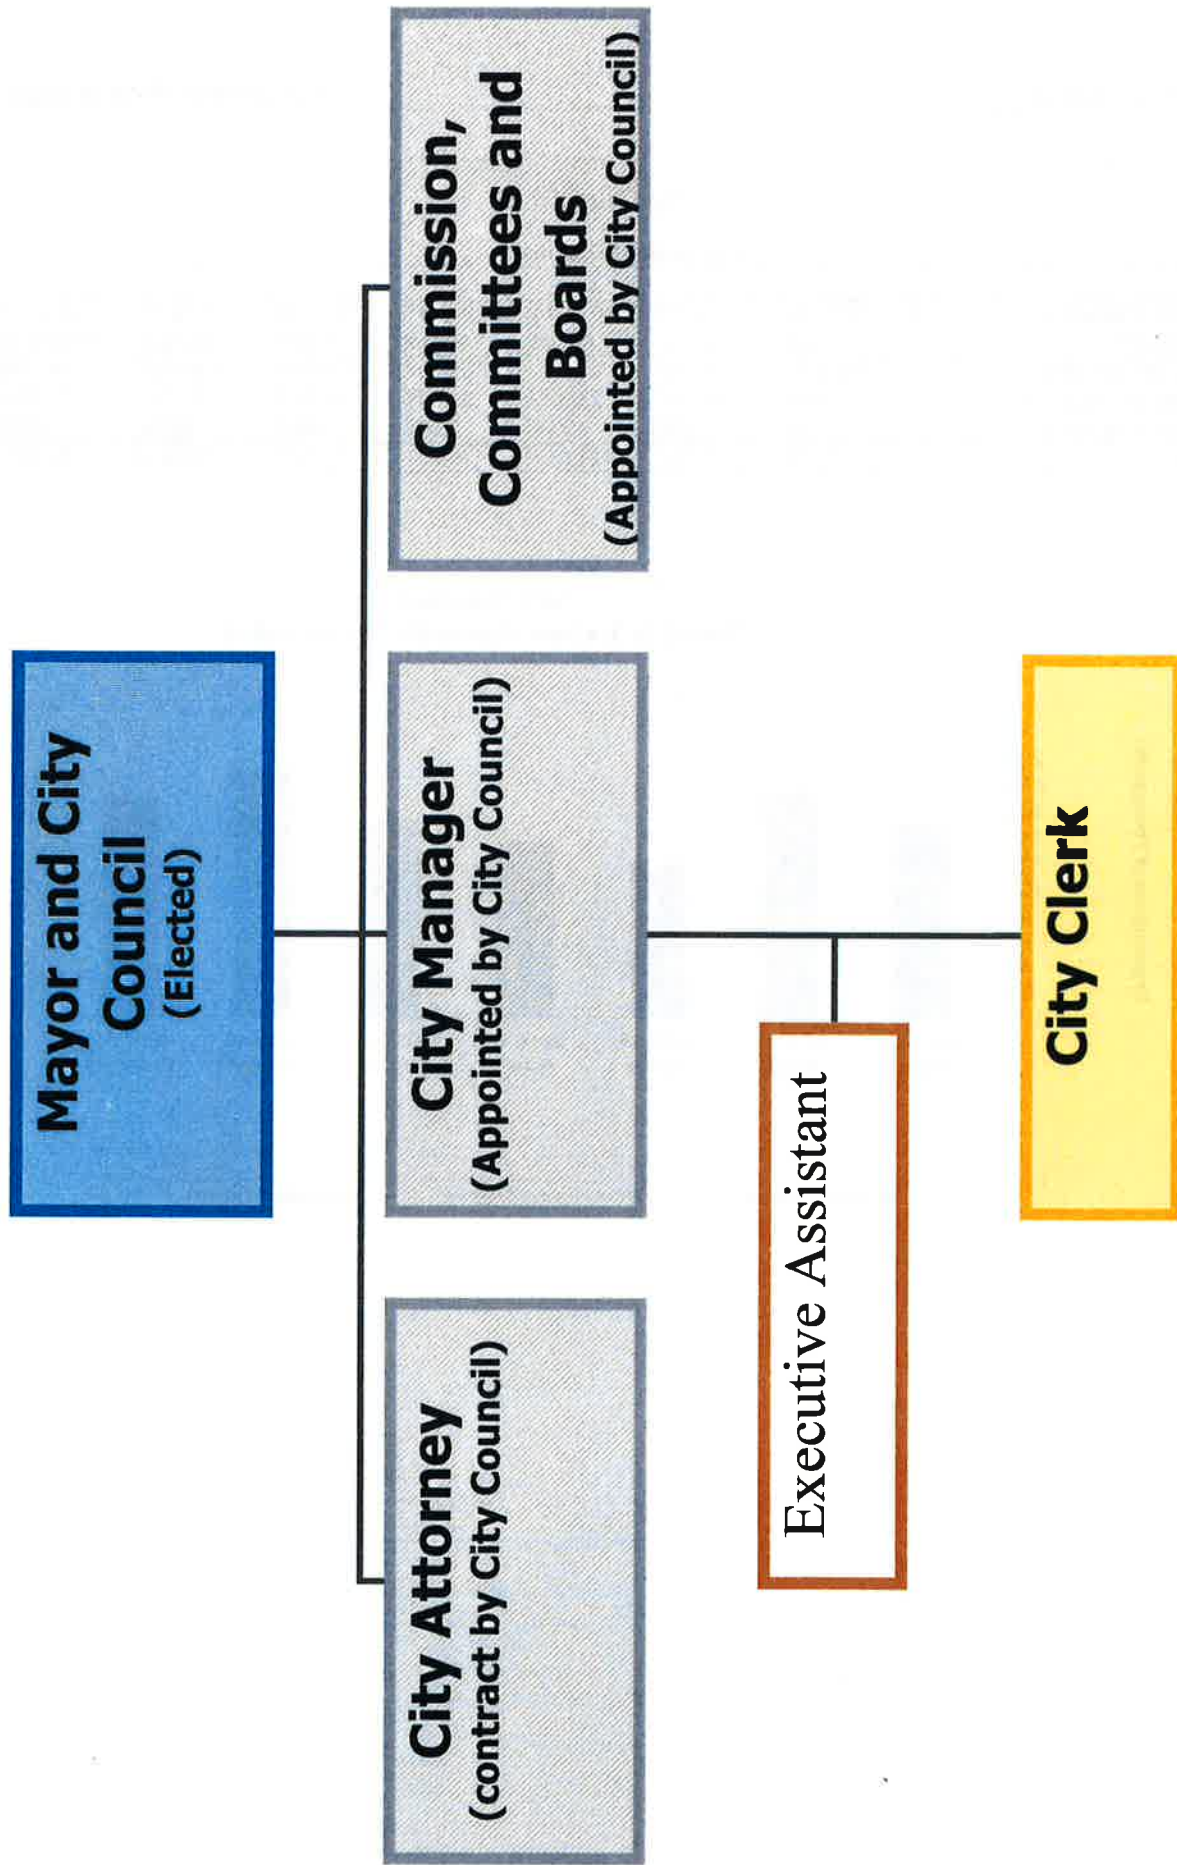 Mayor and City
Council
(Elected)
City Attorney
(contract by City Council)
City Manager
(Appointed by City Council)
Commission,
Committees and
Boards
(Appointed by City Council)
Executive Assistant
City Clerk